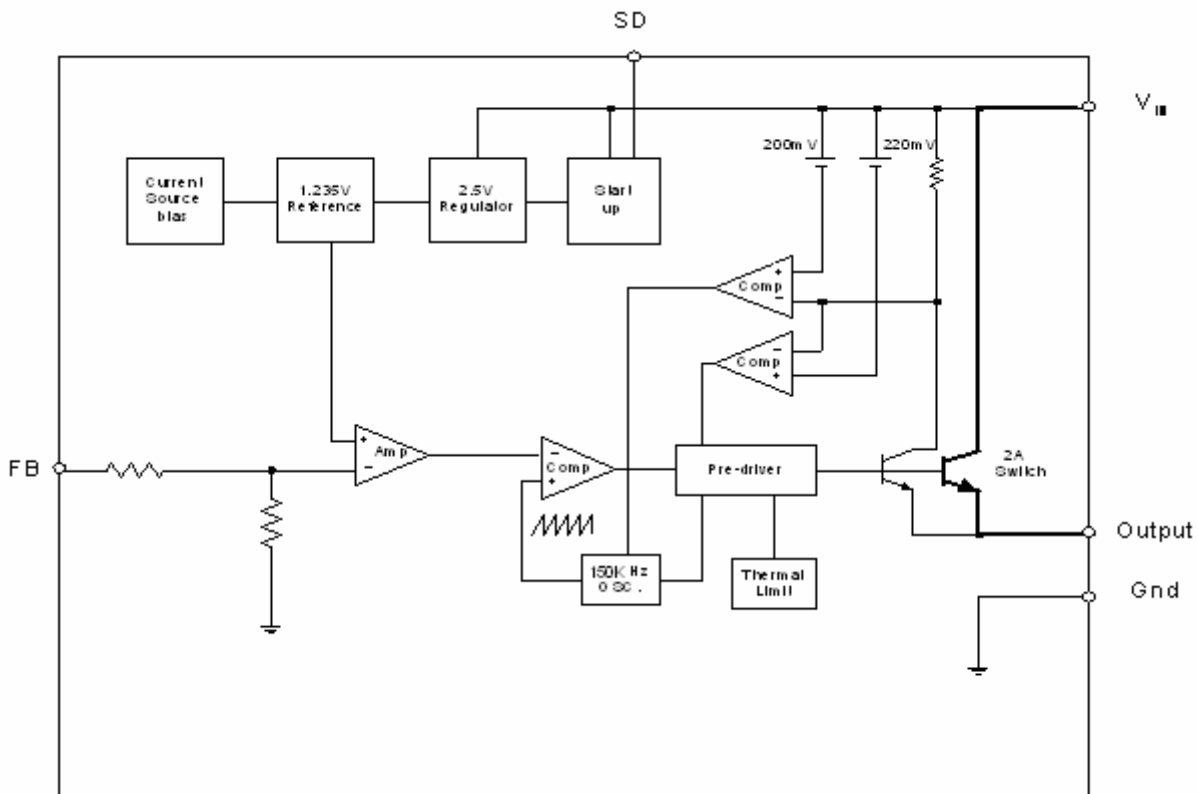 SD
V
200mV
220mV
Current
Source
bias
1.235V
Reference
2.5V
Regulator
Start
up
+
Comp
−
−
Comp
+
+
Amp
−
−
Comp
+
Pre-driver
2A
Switch
FB
150KHz
OSC.
Thermal
Limit
Output
Gnd